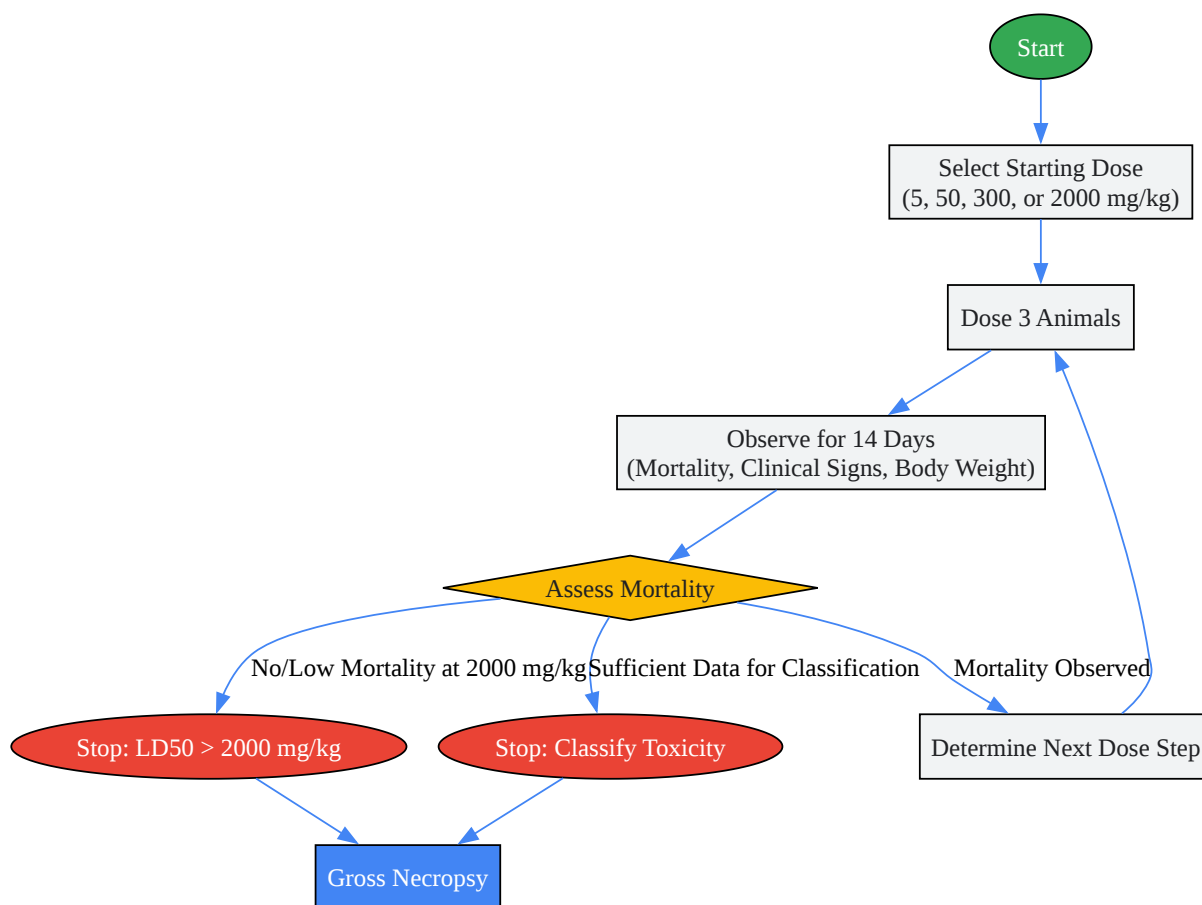 Start
Select Starting Dose
(5, 50, 300, or 2000 mg/kg)
Dose 3 Animals
Observe for 14 Days
(Mortality, Clinical Signs, Body Weight)
Assess Mortality
No/Low Mortality at 2000 mg/kg
Sufficient Data for Classification
Mortality Observed
Stop: LD50 > 2000 mg/kg
Stop: Classify Toxicity
Determine Next Dose Step
Gross Necropsy